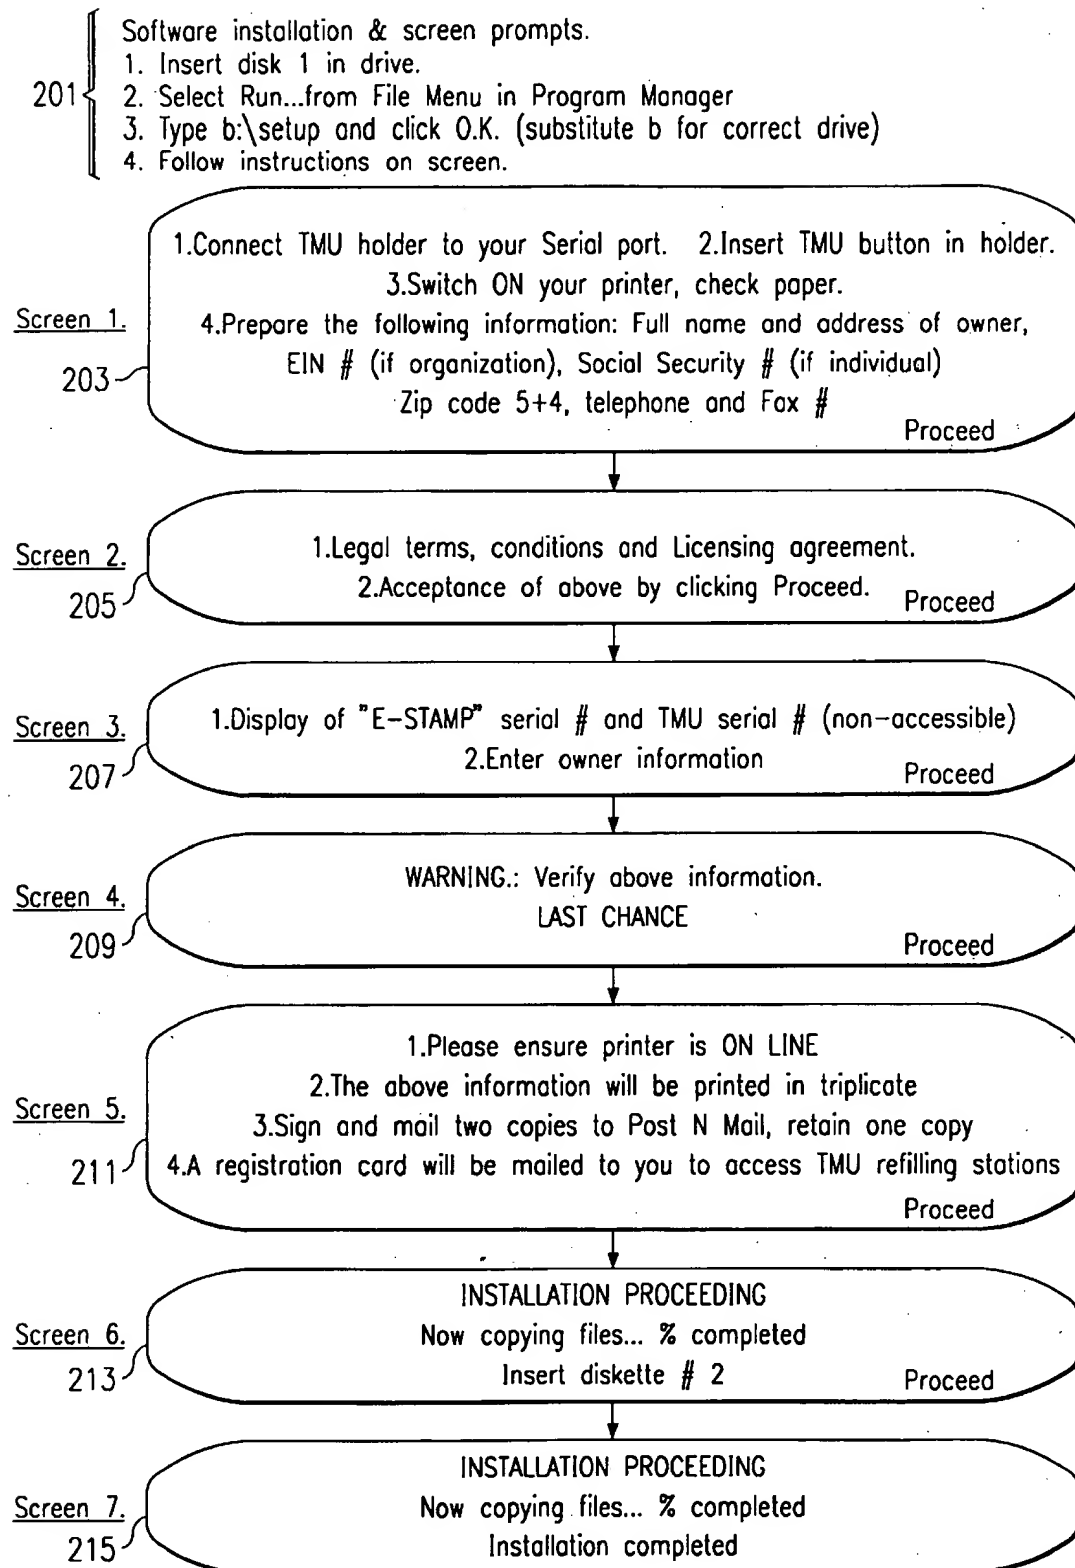 Software installation & screen prompts.
1. Insert disk 1 in drive.
201
2. Select Run...from File Menu in Program Manager
3. Type b:\setup and click O.K. (substitute b for correct drive)
4. Follow instructions on screen.
1.Connect TMU holder to your Serial port. 2.Insert TMU button in holder.
3.Switch ON your printer, check paper.
Screen 1.
4.Prepare the following information: Full name and address of owner,
203
EIN # (if organization), Social Security # (if individual)
Zip code 5+4, telephone and Fax #
Proceed
Screen 2.
1.Legal terms, conditions and Licensing agreement.
205
2.Acceptance of above by clicking Proceed.
Proceed
Screen 3.
1.Display of "E-STAMP" serial # and TMU serial # (non-accessible)
207
2.Enter owner information
Proceed
Screen 4.
WARNING.: Verify above information.
209
LAST CHANCE
Proceed
1.Please ensure printer is ON LINE
2.The above information will be printed in triplicate
Screen 5.
3.Sign and mail two copies to Post N Mail, retain one copy
211
4.A registration card will be mailed to you to access TMU refilling stations
Proceed
INSTALLATION PROCEEDING
Screen 6.
Now copying files... % completed
213
Insert diskette # 2
Proceed
INSTALLATION PROCEEDING
Screen 7.
Now copying files... % completed
215
Installation completed